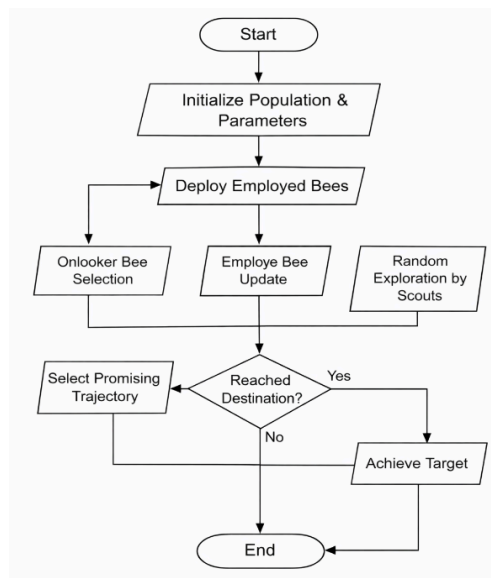 Start
Initialize Population &
Parameters
Deploy Employed Bees
Onlooker Bee
Selection
Employe Bee
Update
Random
Exploration by
Scouts
Select Promising
Trajectory
Reached
Destination?
Yes
No
Achieve Target
End